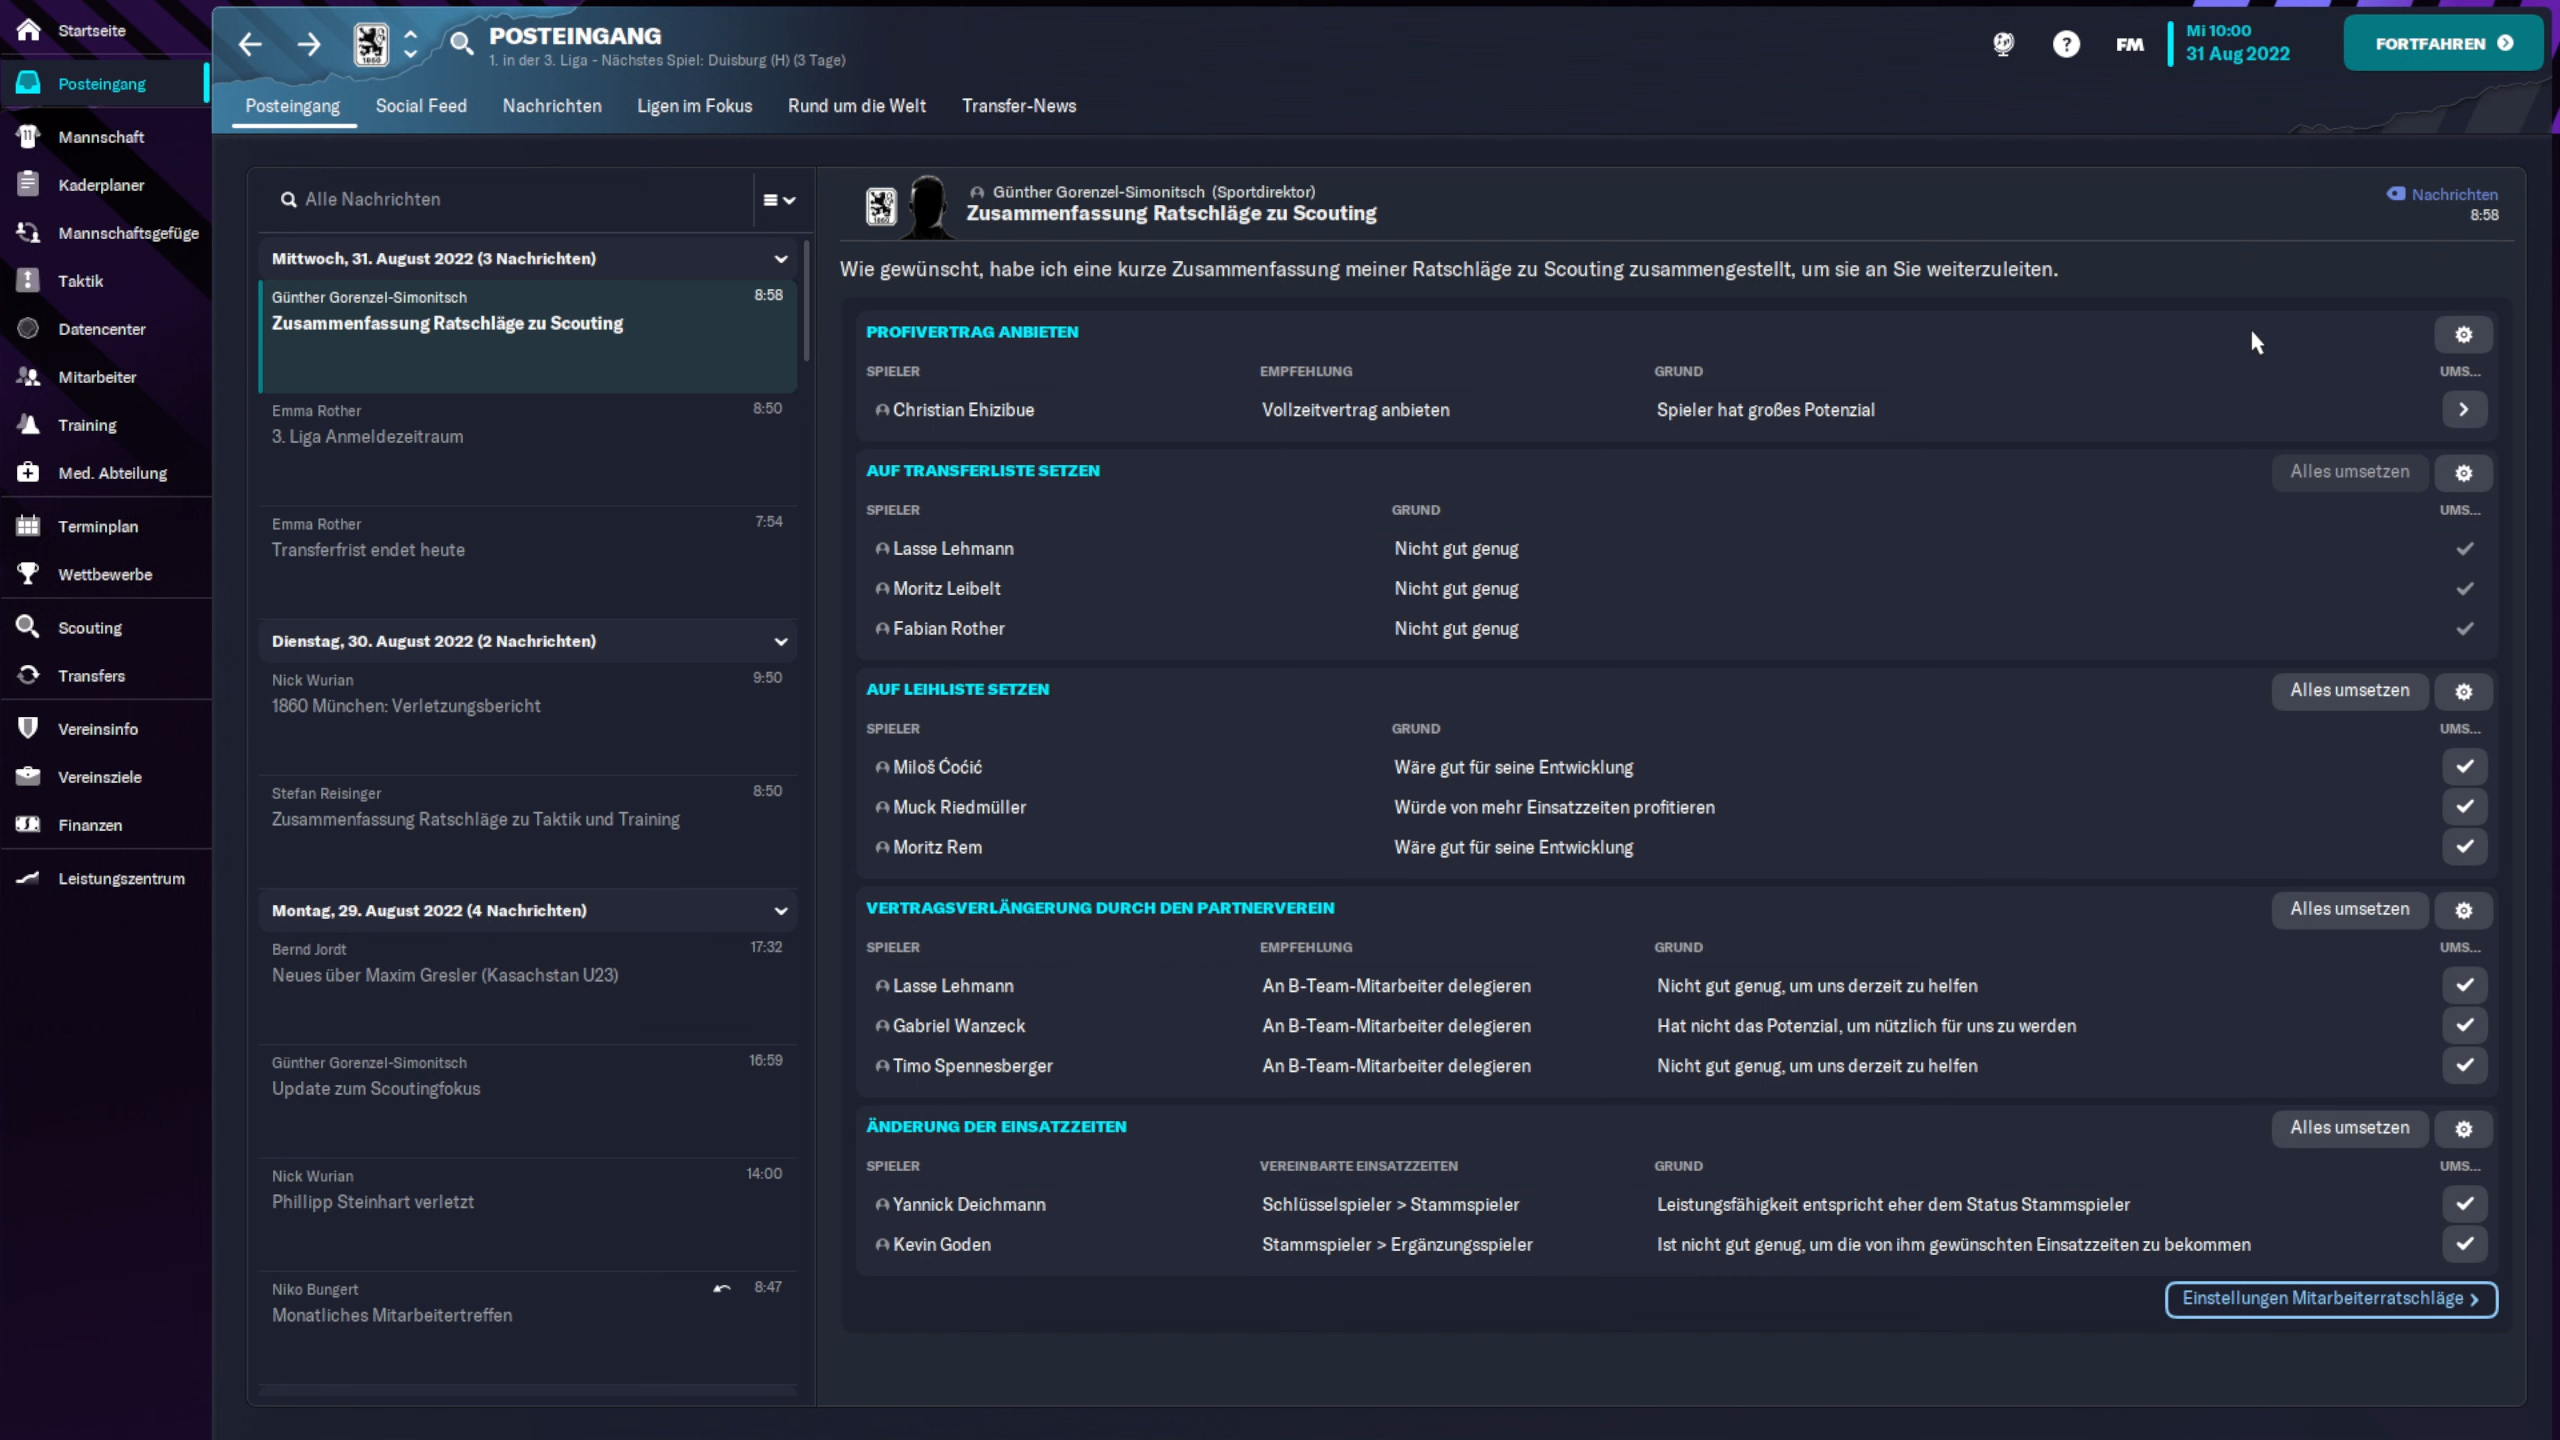 Startseite
Posteingang
Mannschaft
Kaderplaner
Mannschaftsgefüge
Taktik
Datencenter
Mitarbeiter
Training
Med. Abteilung
Terminplan
Wettbewerbe
Scouting
Transfers
Vereinsinfo
Vereinsziele
Finanzen
Leistungszentrum
POSTEINGANG
1. in der 3. Liga - Nächstes Spiel: Duisburg (H) (3 Tage)
FM
Mi 10:00
31 Aug 2022
FORTFAHREN
Posteingang Social Feed Nachrichten Ligen im Fokus Rund um die Welt Transfer-News
Alle Nachrichten
Mittwoch, 31. August 2022 (3 Nachrichten)
Günther Gorenzel-Simonitsch 8:58
Zusammenfassung Ratschläge zu Scouting
Emma Rother 8:50
3. Liga Anmeldezeitraum
Emma Rother 7:54
Transferfrist endet heute
Dienstag, 30. August 2022 (2 Nachrichten)
Nick Wurian 9:50
1860 München: Verletzungsbericht
Stefan Reisinger 8:50
Zusammenfassung Ratschläge zu Taktik und Training
Montag, 29. August 2022 (4 Nachrichten)
Bernd Jordt 17:32
Neues über Maxim Gresler (Kasachstan U23)
Günther Gorenzel-Simonitsch 16:59
Update zum Scoutingfokus
Nick Wurian 14:00
Phillipp Steinhart verletzt
Niko Bungert 8:47
Monatliches Mitarbeitertreffen
Günther Gorenzel-Simonitsch (Sportdirektor)
Zusammenfassung Ratschläge zu Scouting
Nachrichten
8:58
Wie gewünscht, habe ich eine kurze Zusammenfassung meiner Ratschläge zu Scouting zusammengestellt, um sie an Sie weiterzuleiten.
PROFIVERTRAG ANBIETEN
SPIELER EMPFEHLUNG GRUND UMS...
Christian Ehizibue Vollzeitvertrag anbieten Spieler hat großes Potenzial
AUF TRANSFERLISTE SETZEN Alles umsetzen
SPIELER GRUND UMS...
Lasse Lehmann Nicht gut genug
Moritz Leibelt Nicht gut genug
Fabian Rother Nicht gut genug
AUF LEIHLISTE SETZEN Alles umsetzen
SPIELER GRUND UMS...
Miloš Ćoćić Wäre gut für seine Entwicklung
Muck Riedmüller Würde von mehr Einsatzzeiten profitieren
Moritz Rem Wäre gut für seine Entwicklung
VERTRAGSVERLÄNGERUNG DURCH DEN PARTNERVEREIN Alles umsetzen
SPIELER EMPFEHLUNG GRUND UMS...
Lasse Lehmann An B-Team-Mitarbeiter delegieren Nicht gut genug, um uns derzeit zu helfen
Gabriel Wanzeck An B-Team-Mitarbeiter delegieren Hat nicht das Potenzial, um nützlich für uns zu werden
Timo Spennesberger An B-Team-Mitarbeiter delegieren Nicht gut genug, um uns derzeit zu helfen
ÄNDERUNG DER EINSATZZEITEN Alles umsetzen
SPIELER VEREINBARTE EINSATZZEITEN GRUND UMS...
Yannick Deichmann Schlüsselspieler > Stammspieler Leistungsfähigkeit entspricht eher dem Status Stammspieler
Kevin Goden Stammspieler > Ergänzungsspieler Ist nicht gut genug, um die von ihm gewünschten Einsatzzeiten zu bekommen
Einstellungen Mitarbeiterratschläge >